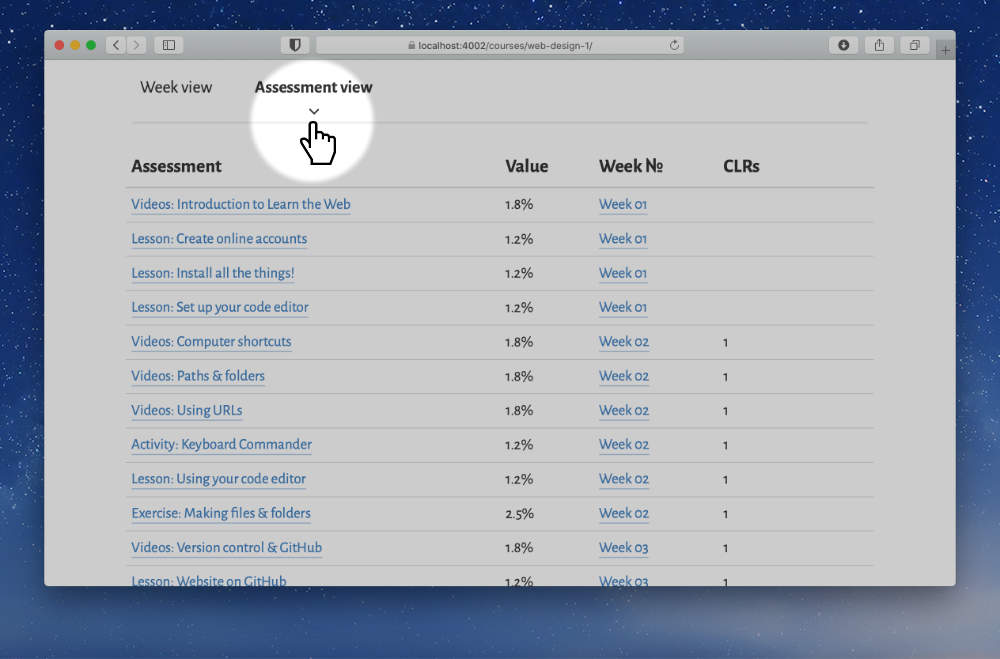 localhost:4002/courses/web-design-1/
Week view Assessment view
Assessment Value Week № CLRs
Videos: Introduction to Learn the Web 1.8% Week 01
Lesson: Create online accounts 1.2% Week 01
Lesson: Install all the things! 1.2% Week 01
Lesson: Set up your code editor 1.2% Week 01
Videos: Computer shortcuts 1.8% Week 02 1
Videos: Paths & folders 1.8% Week 02 1
Videos: Using URLs 1.8% Week 02 1
Activity: Keyboard Commander 1.2% Week 02 1
Lesson: Using your code editor 1.2% Week 02 1
Exercise: Making files & folders 2.5% Week 02 1
Videos: Version control & GitHub 1.8% Week 03 1
Lesson: Website on GitHub 1.2% Week 03 1